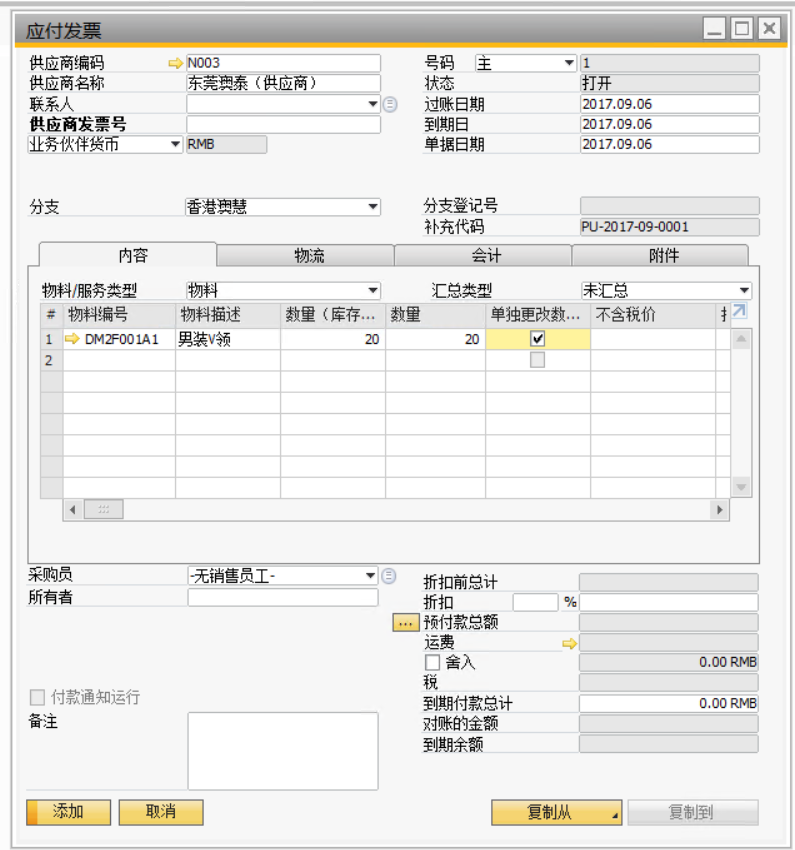 应付发票
供应商编码 N003 号码 主 1
供应商名称 东莞澳泰（供应商） 状态 打开
联系人 过账日期 2017.09.06
供应商发票号 到期日 2017.09.06
业务伙伴货币 RMB 单据日期 2017.09.06
分支 香港澳慧 分支登记号
补充代码 PU-2017-09-0001
内容 物流 会计 附件
物料/服务类型 物料 汇总类型 未汇总
# 物料编号 物料描述 数量（库存... 数量 单独更改数... 不含税价
1 DM2F001A1 男装V领 20 20
2
采购员 -无销售员工- 折扣前总计
所有者 折扣 %
... 预付款总额
运费
舍入 0.00 RMB
税
付款通知运行 到期付款总计 0.00 RMB
备注 对账的金额
到期余额
添加 取消 复制从 复制到